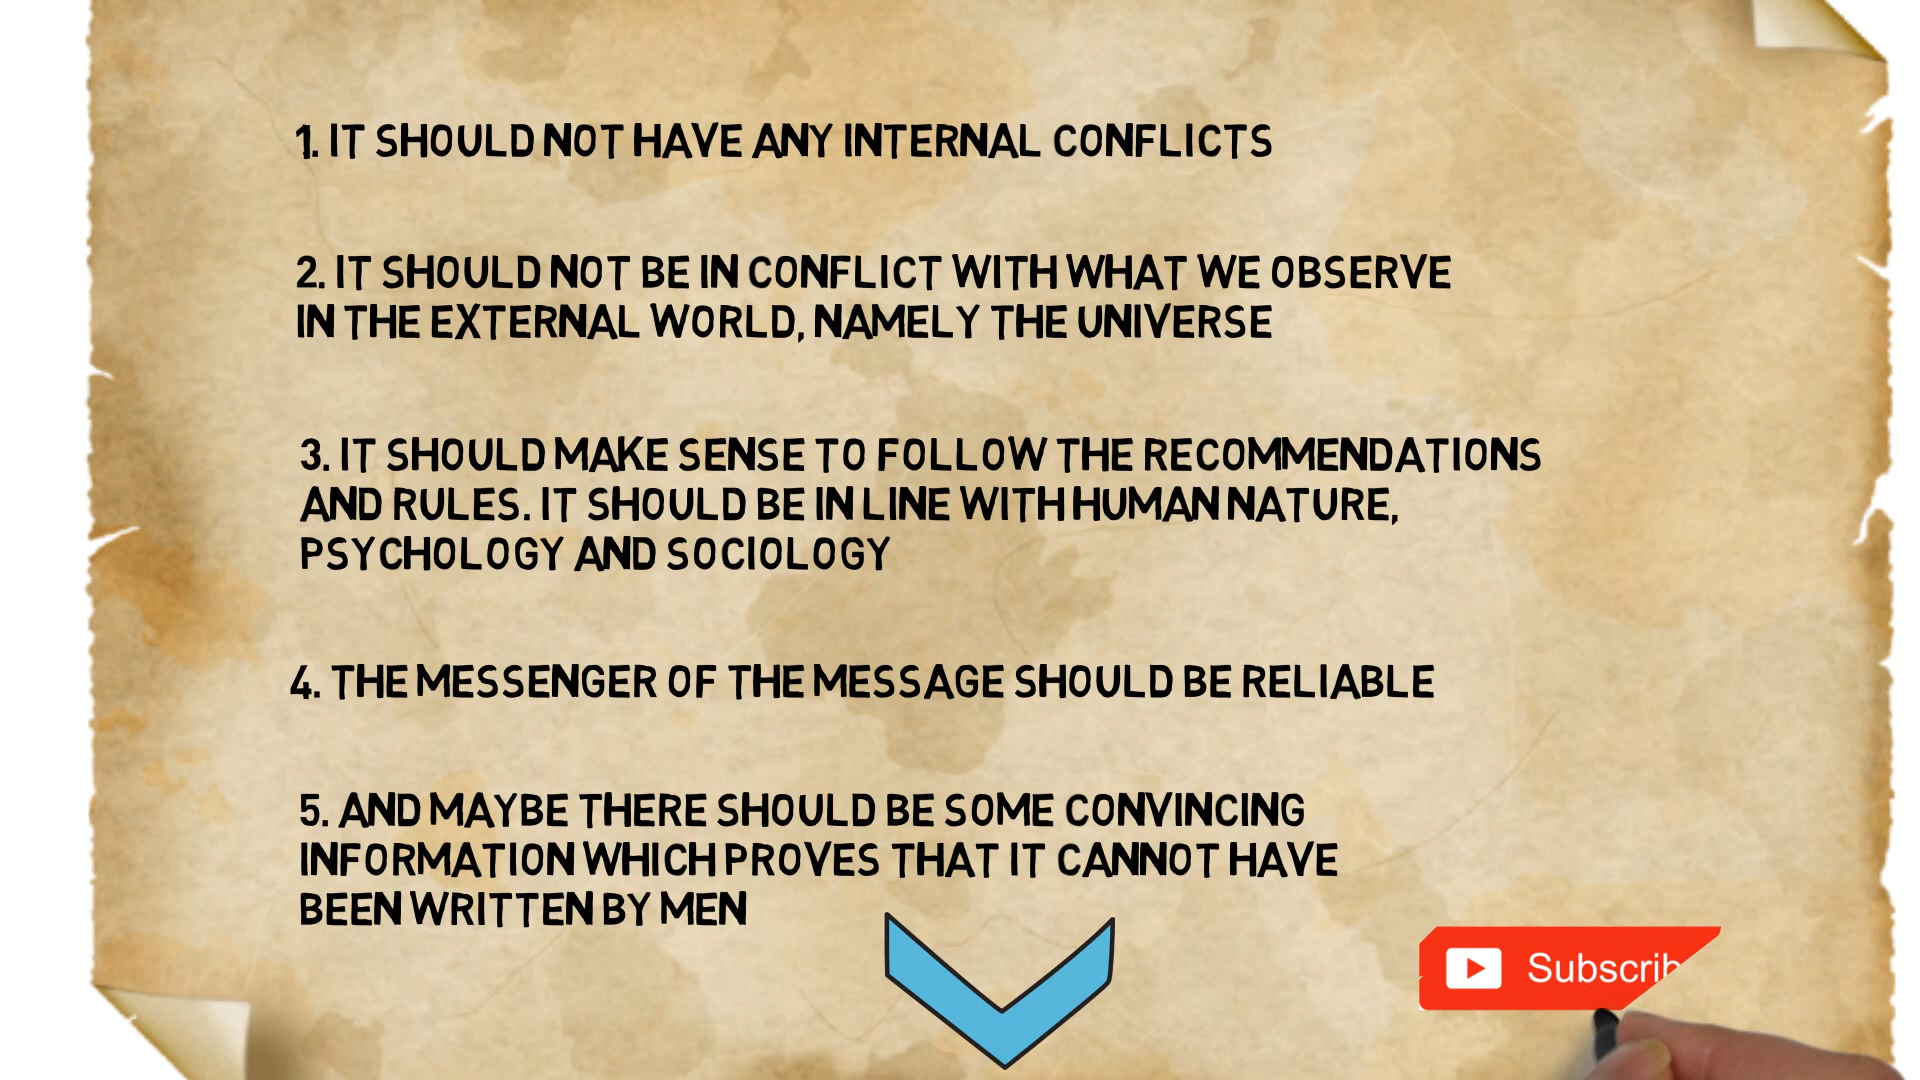 1. IT SHOULD NOT HAVE ANY INTERNAL CONFLICTS
2. IT SHOULD NOT BE IN CONFLICT WITH WHAT WE OBSERVE
IN THE EXTERNAL WORLD, NAMELY THE UNIVERSE
3. IT SHOULD MAKE SENSE TO FOLLOW THE RECOMMENDATIONS
AND RULES. IT SHOULD BE IN LINE WITH HUMAN NATURE,
PSYCHOLOGY AND SOCIOLOGY
4. THE MESSENGER OF THE MESSAGE SHOULD BE RELIABLE
5. AND MAYBE THERE SHOULD BE SOME CONVINCING
INFORMATION WHICH PROVES THAT IT CANNOT HAVE
BEEN WRITTEN BY MEN
Subscrib